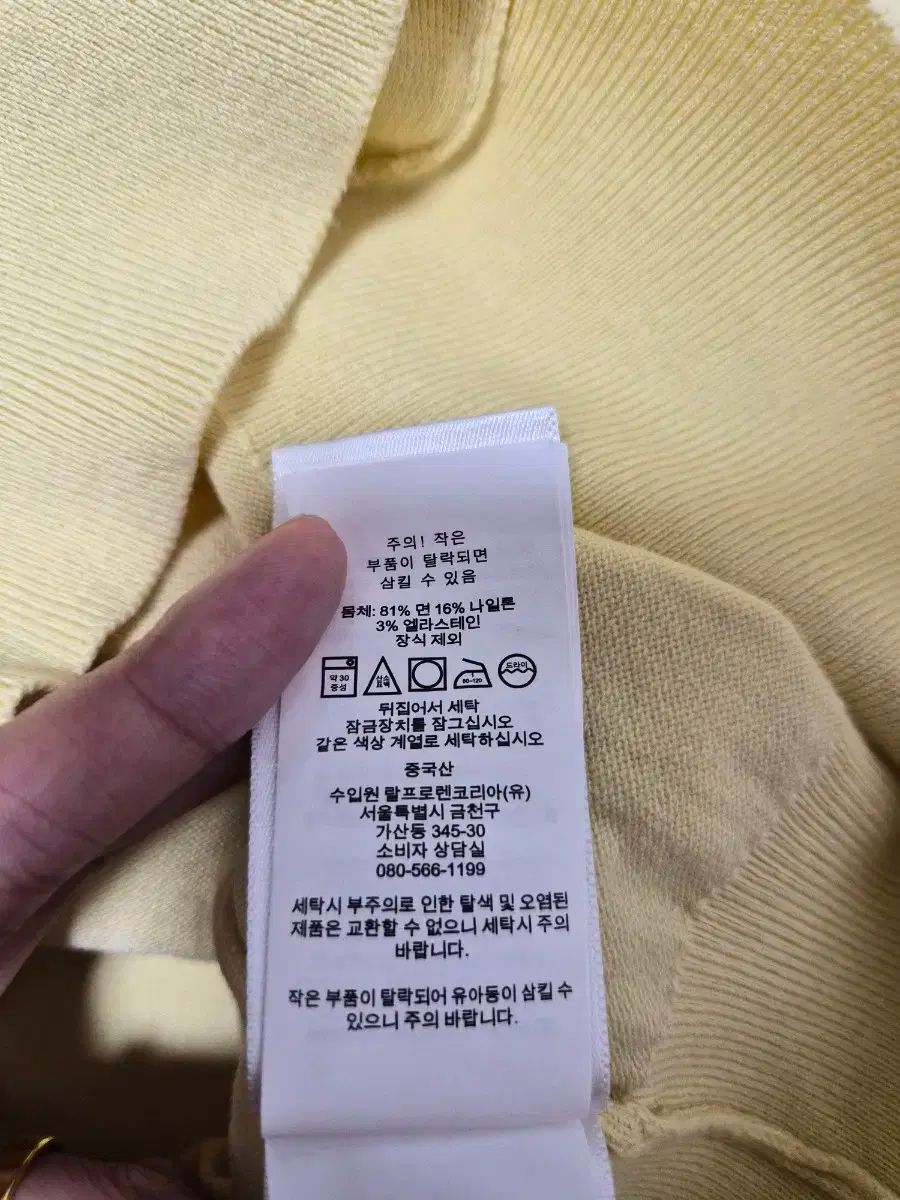 주의! 작은
부품이 탈락되면
삼킬 수 있음
몸체: 81% 면 16% 나일론
3% 엘라스테인
장식 제외
약 30
중성
산소
표백
1
80-120
드라이
뒤집어서 세탁
잠금장치를 잠그십시오
같은 색상 계열로 세탁하십시오
중국산
수입원 랄프로렌코리아(유)
서울특별시 금천구
가산동 345-30
소비자 상담실
080-566-1199
세탁시 부주의로 인한 탈색 및 오염된
제품은 교환할 수 없으니 세탁시 주의
바랍니다.
작은 부품이 탈락되어 유아등이 삼킬 수
있으니 주의 바랍니다.